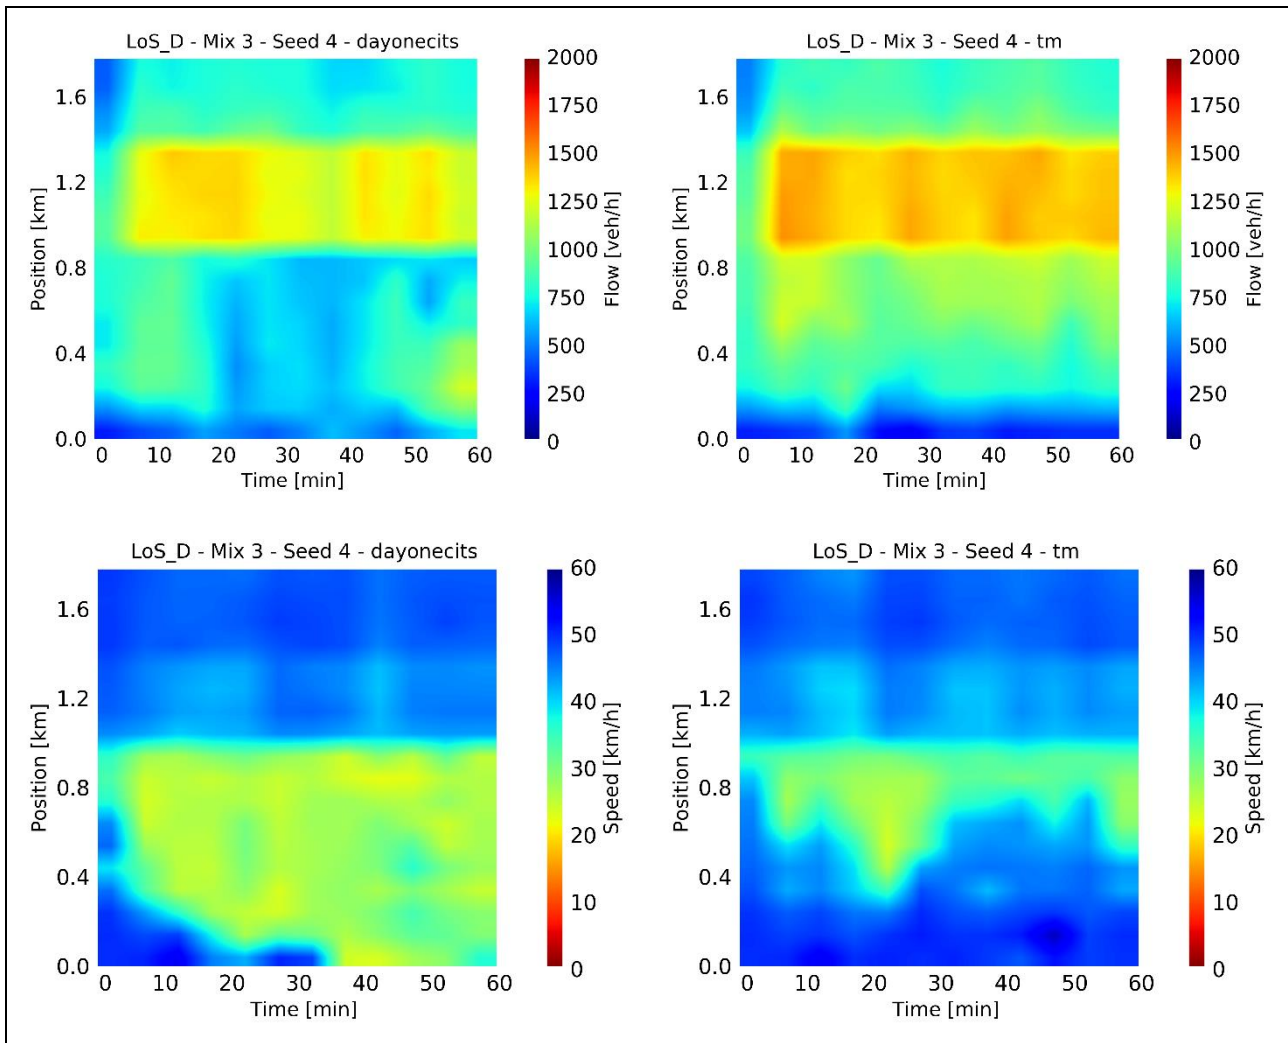 LoS_D - Mix 3 - Seed 4 - dayonecits
Position [km]
1.6
1.2
0.8
0.4
0.0
0 10 20 30 40 50 60
Time [min]
2000
1750
1500
1250
1000
750
500
250
0
Flow [veh/h]
LoS_D - Mix 3 - Seed 4 - tm
Position [km]
1.6
1.2
0.8
0.4
0.0
0 10 20 30 40 50 60
Time [min]
2000
1750
1500
1250
1000
750
500
250
0
Flow [veh/h]
LoS_D - Mix 3 - Seed 4 - dayonecits
Position [km]
1.6
1.2
0.8
0.4
0.0
0 10 20 30 40 50 60
Time [min]
60
50
40
30
20
10
0
Speed [km/h]
LoS_D - Mix 3 - Seed 4 - tm
Position [km]
1.6
1.2
0.8
0.4
0.0
0 10 20 30 40 50 60
Time [min]
60
50
40
30
20
10
0
Speed [km/h]